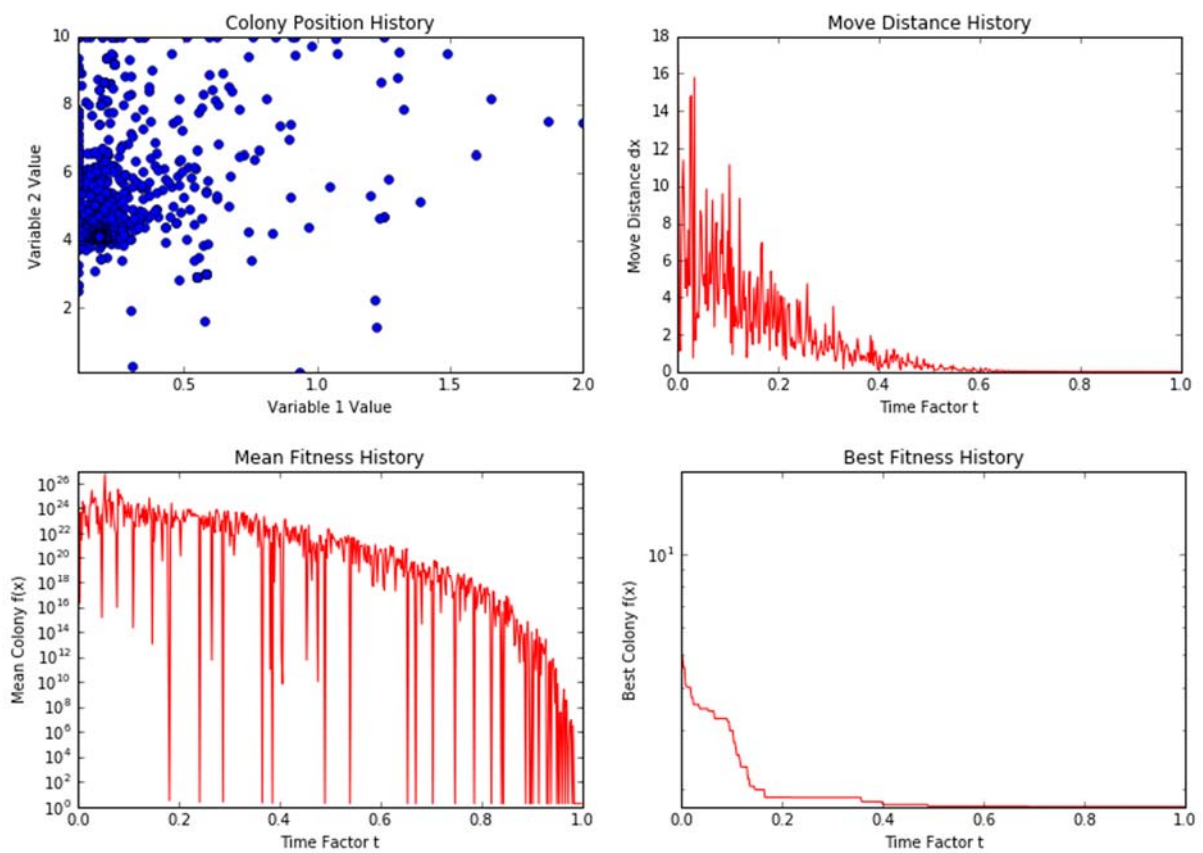 Colony Position History
10
8
6
4
2
Variable 2 Value
0.5 1.0 1.5 2.0
Variable 1 Value
Move Distance History
18
16
14
12
10
8
6
4
2
0
Move Distance dx
0.0 0.2 0.4 0.6 0.8 1.0
Time Factor t
Mean Fitness History
10^26
10^24
10^22
10^20
10^18
10^16
10^14
10^12
10^10
10^8
10^6
10^4
10^2
10^0
Mean Colony f(x)
0.0 0.2 0.4 0.6 0.8 1.0
Time Factor t
Best Fitness History
10^1
Best Colony f(x)
0.0 0.2 0.4 0.6 0.8 1.0
Time Factor t